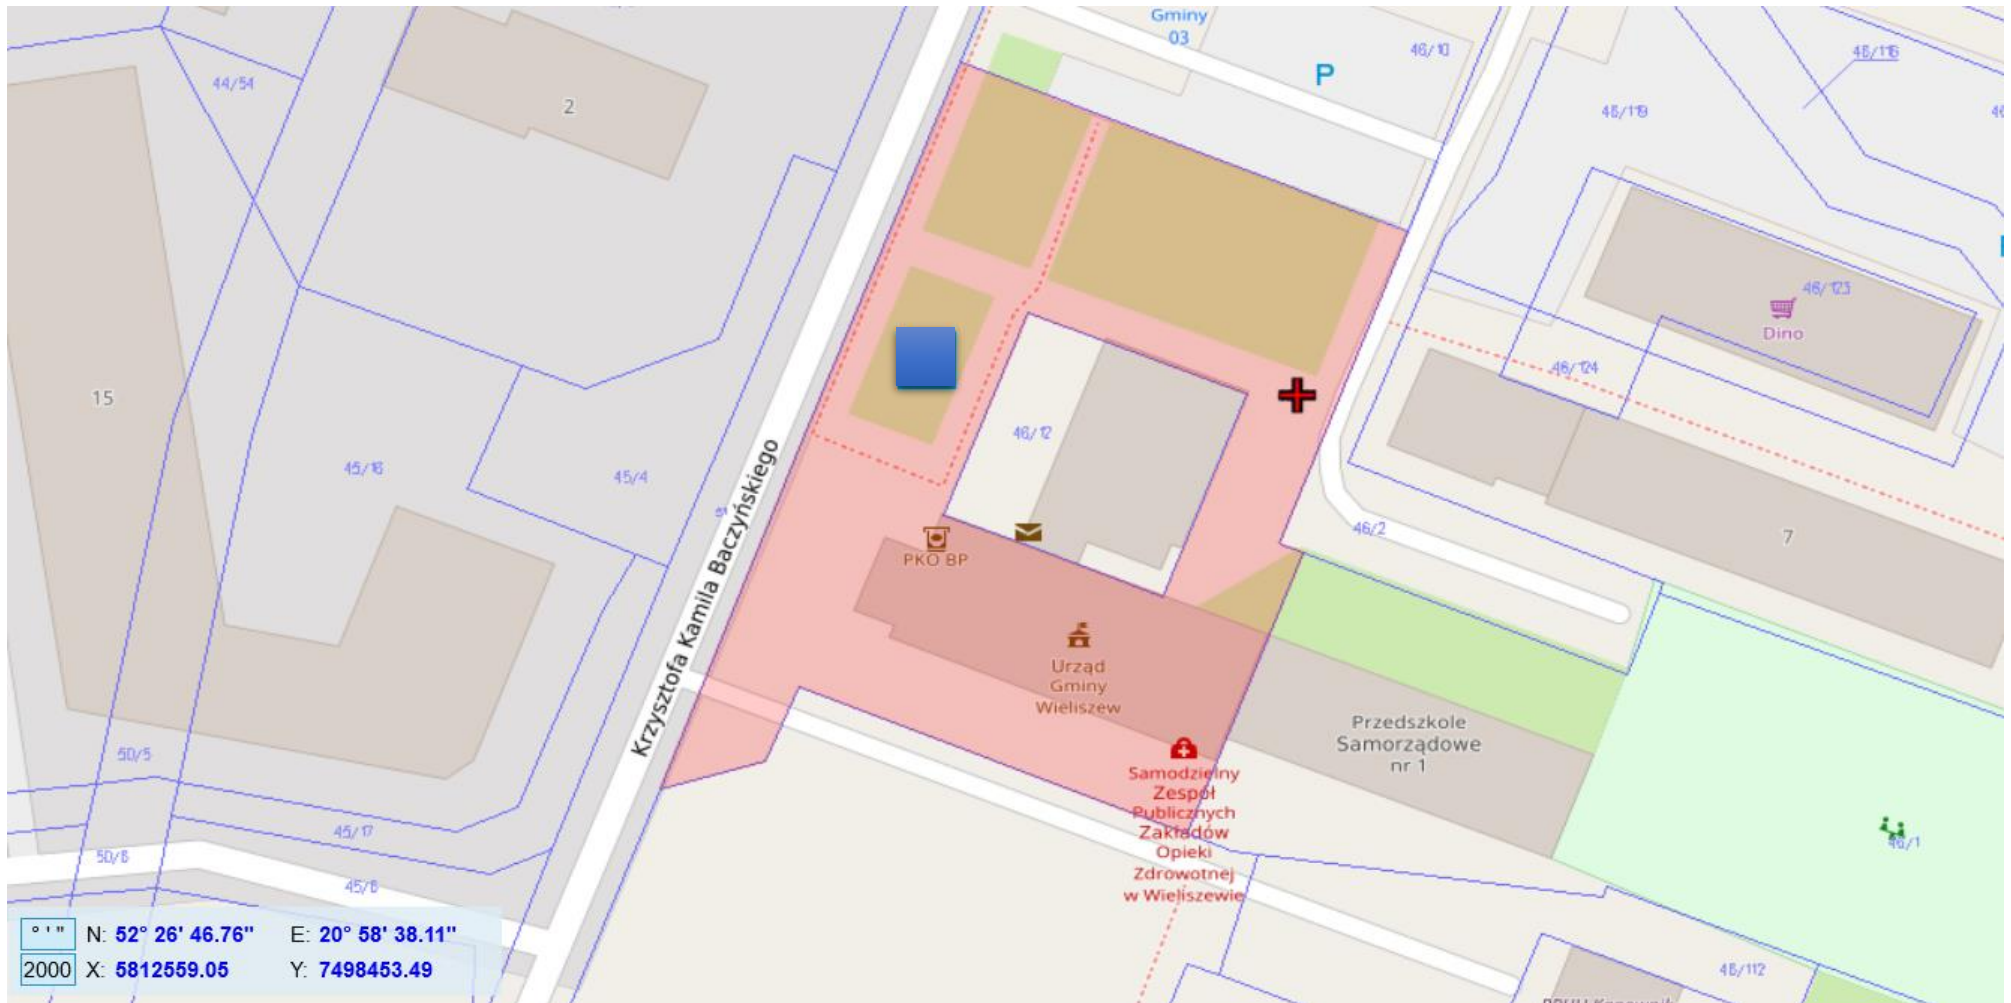 Gminy
03
46/10
P
46/116
44/54
2
46/119
46/123
Dino
46/124
15
46/12
45/16
45/4
Krzysztofa Kamila Baczyńskiego
46/2
7
PKO BP
Urząd
Gminy
Wieliszew
Przedszkole
Samorządowe
nr 1
50/5
Samodzielny
Zespół
Publicznych
Zakładów
Opieki
Zdrowotnej
w Wieliszewie
45/17
46/1
50/6
45/8
° ' " N: 52° 26' 46.76" E: 20° 58' 38.11"
2000 X: 5812559.05 Y: 7498453.49
46/112